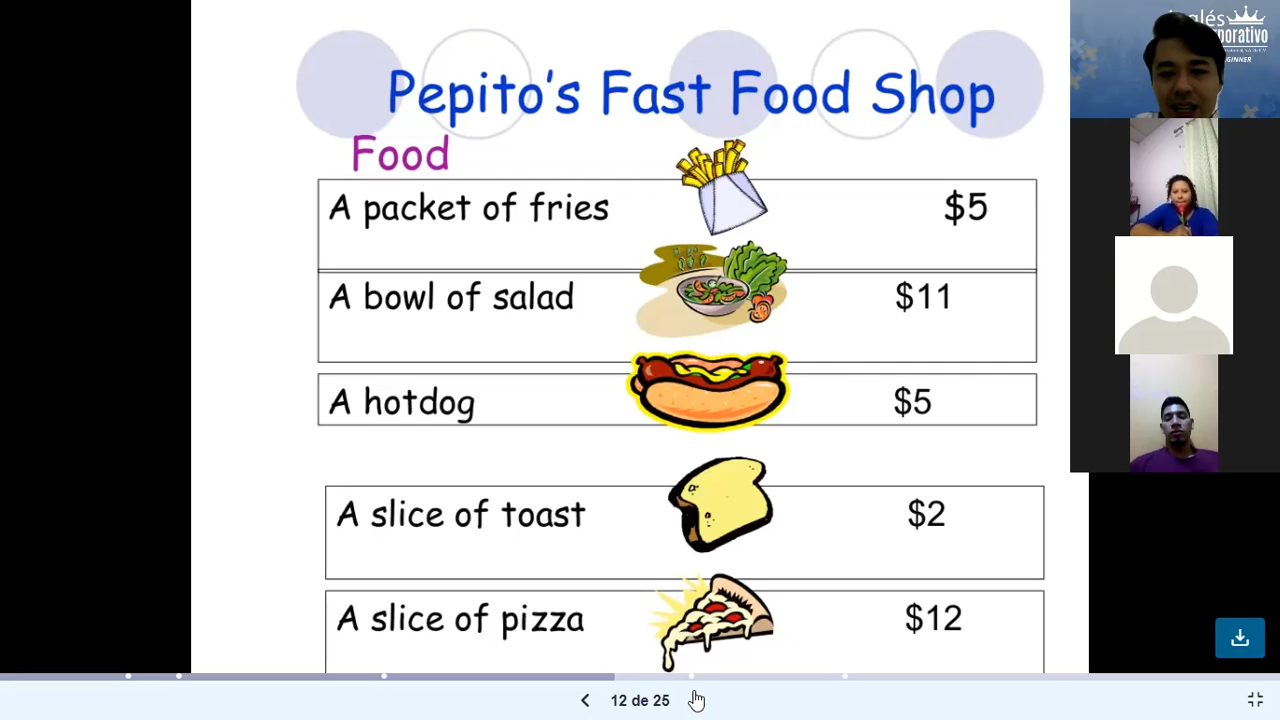 Pepito's Fast Food Shop
Food
A packet of fries $5
A bowl of salad $11
A hotdog $5
A slice of toast $2
A slice of pizza $12
12 de 25